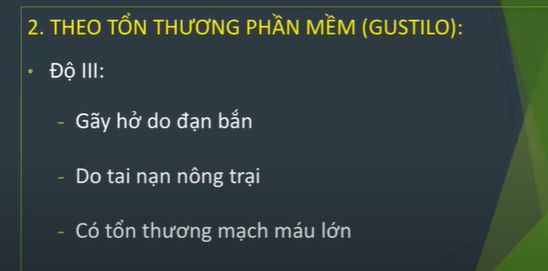 2. THEO TỔN THƯƠNG PHẦN MỀM (GUSTILO):
• Độ III:
- Gãy hở do đạn bắn
- Do tai nạn nông trại
- Có tổn thương mạch máu lớn